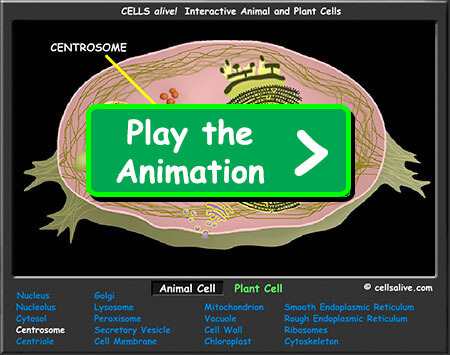 CELLS alive! Interactive Animal and Plant Cells
CENTROSOME
Play the
Animation
Animal Cell Plant Cell © cellsalive.com
Nucleus Golgi Mitochondrion Smooth Endoplasmic Reticulum
Nucleolus Lysosome Vacuole Rough Endoplasmic Reticulum
Cytosol Peroxisome Cell Wall Ribosomes
Centrosome Secretory Vesicle Chloroplast Cytoskeleton
Centriole Cell Membrane